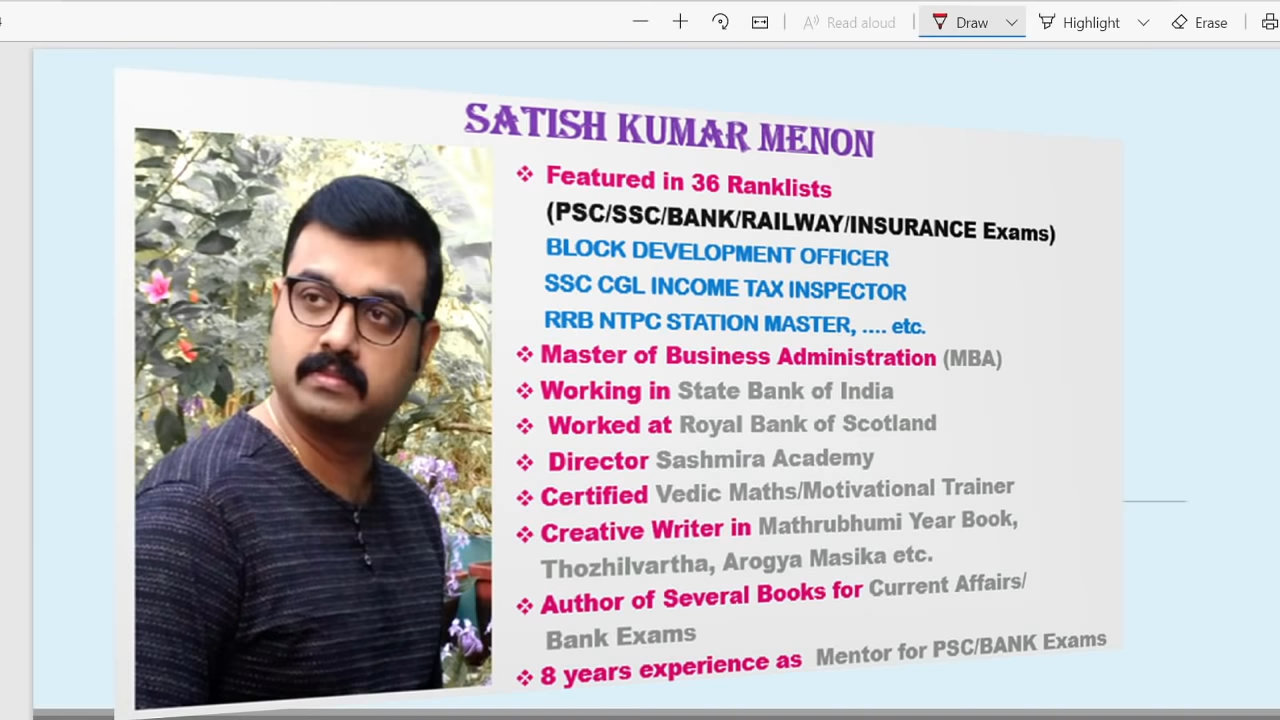 Read aloud
Draw
Highlight
Erase
SATISH KUMAR MENON
Featured in 36 Ranklists
(PSC/SSC/BANK/RAILWAY/INSURANCE Exams)
BLOCK DEVELOPMENT OFFICER
SSC CGL INCOME TAX INSPECTOR
RRB NTPC STATION MASTER, .... etc.
Master of Business Administration (MBA)
Working in State Bank of India
Worked at Royal Bank of Scotland
Director Sashmira Academy
Certified Vedic Maths/Motivational Trainer
Creative Writer in Mathrubhumi Year Book,
Thozhilvartha, Arogya Masika etc.
Author of Several Books for Current Affairs/
Bank Exams
8 years experience as Mentor for PSC/BANK Exams